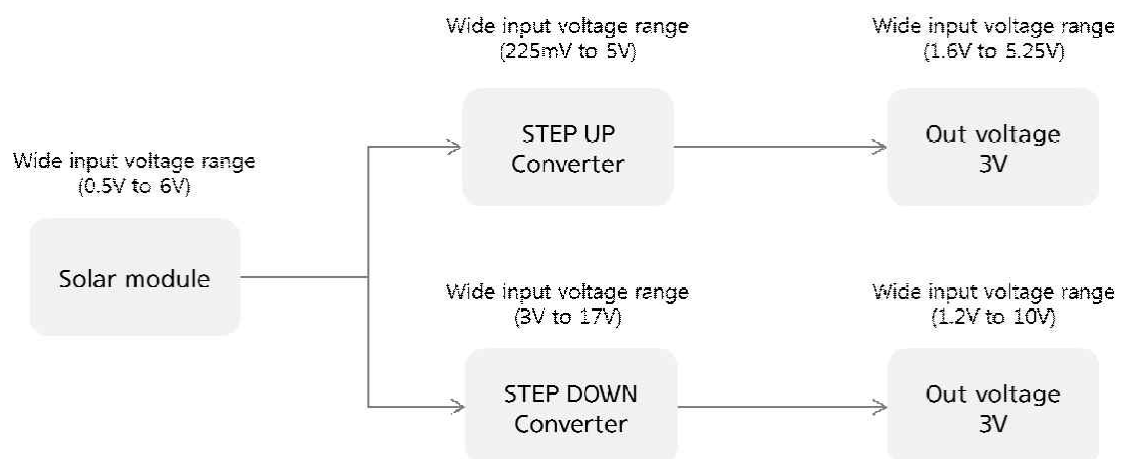 Wide input voltage range
(225mV to 5V)
Wide input voltage range
(1.6V to 5.25V)
STEP UP
Converter
Out voltage
3V
Wide input voltage range
(0.5V to 6V)
Solar module
Wide input voltage range
(3V to 17V)
Wide input voltage range
(1.2V to 10V)
STEP DOWN
Converter
Out voltage
3V